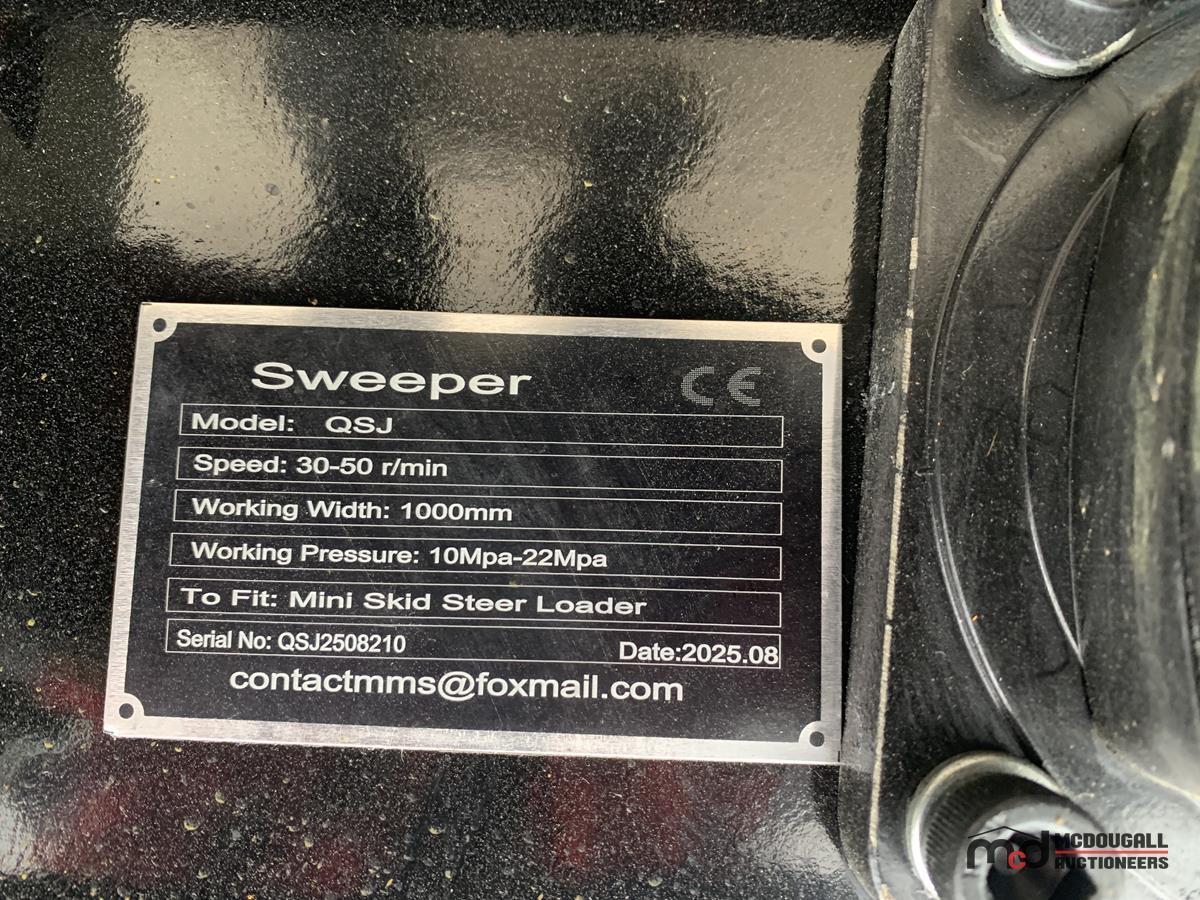 Sweeper CE
Model: QSJ
Speed: 30-50 r/min
Working Width: 1000mm
Working Pressure: 10Mpa-22Mpa
To Fit: Mini Skid Steer Loader
Serial No: QSJ2508210 Date:2025.08
contactmms@foxmail.com
mcd MCDOUGALL
AUCTIONEERS